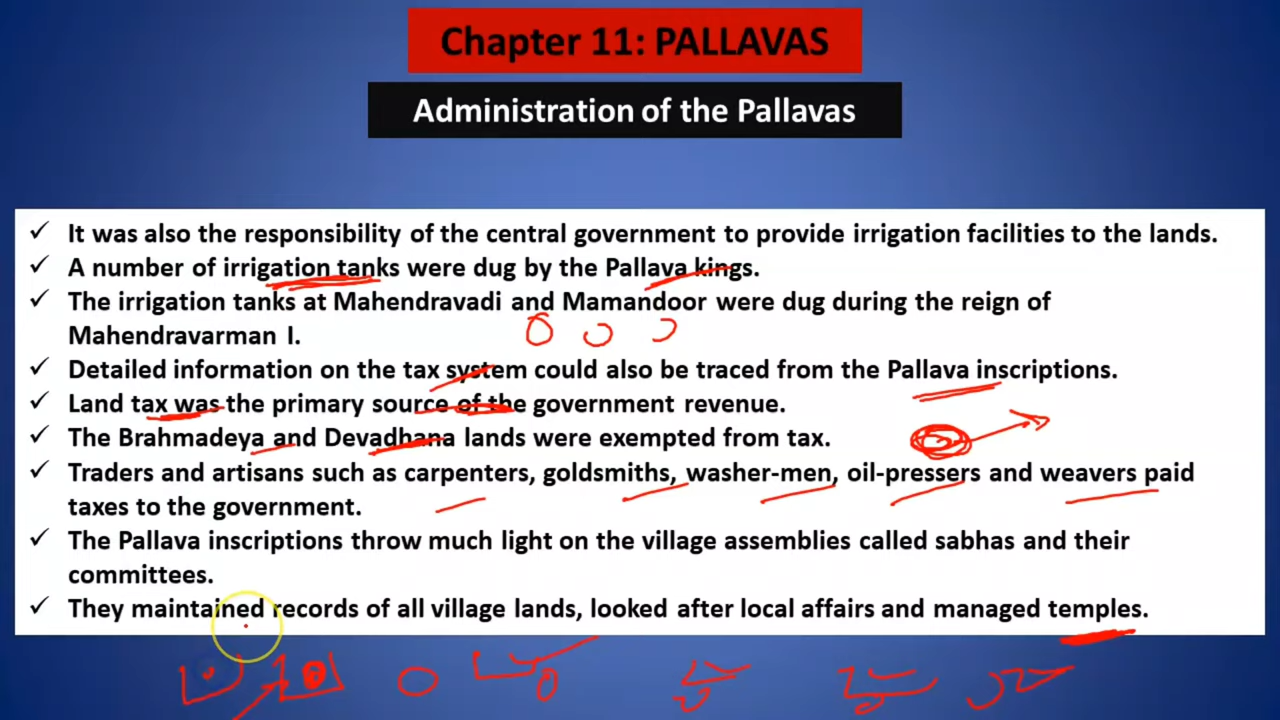 Chapter 11: PALLAVAS
Administration of the Pallavas
✓ It was also the responsibility of the central government to provide irrigation facilities to the lands.
✓ A number of irrigation tanks were dug by the Pallava kings.
✓ The irrigation tanks at Mahendravadi and Mamandoor were dug during the reign of
Mahendravarman I.
✓ Detailed information on the tax system could also be traced from the Pallava inscriptions.
✓ Land tax was the primary source of the government revenue.
✓ The Brahmadeya and Devadhana lands were exempted from tax.
✓ Traders and artisans such as carpenters, goldsmiths, washer-men, oil-pressers and weavers paid
taxes to the government.
✓ The Pallava inscriptions throw much light on the village assemblies called sabhas and their
committees.
✓ They maintained records of all village lands, looked after local affairs and managed temples.